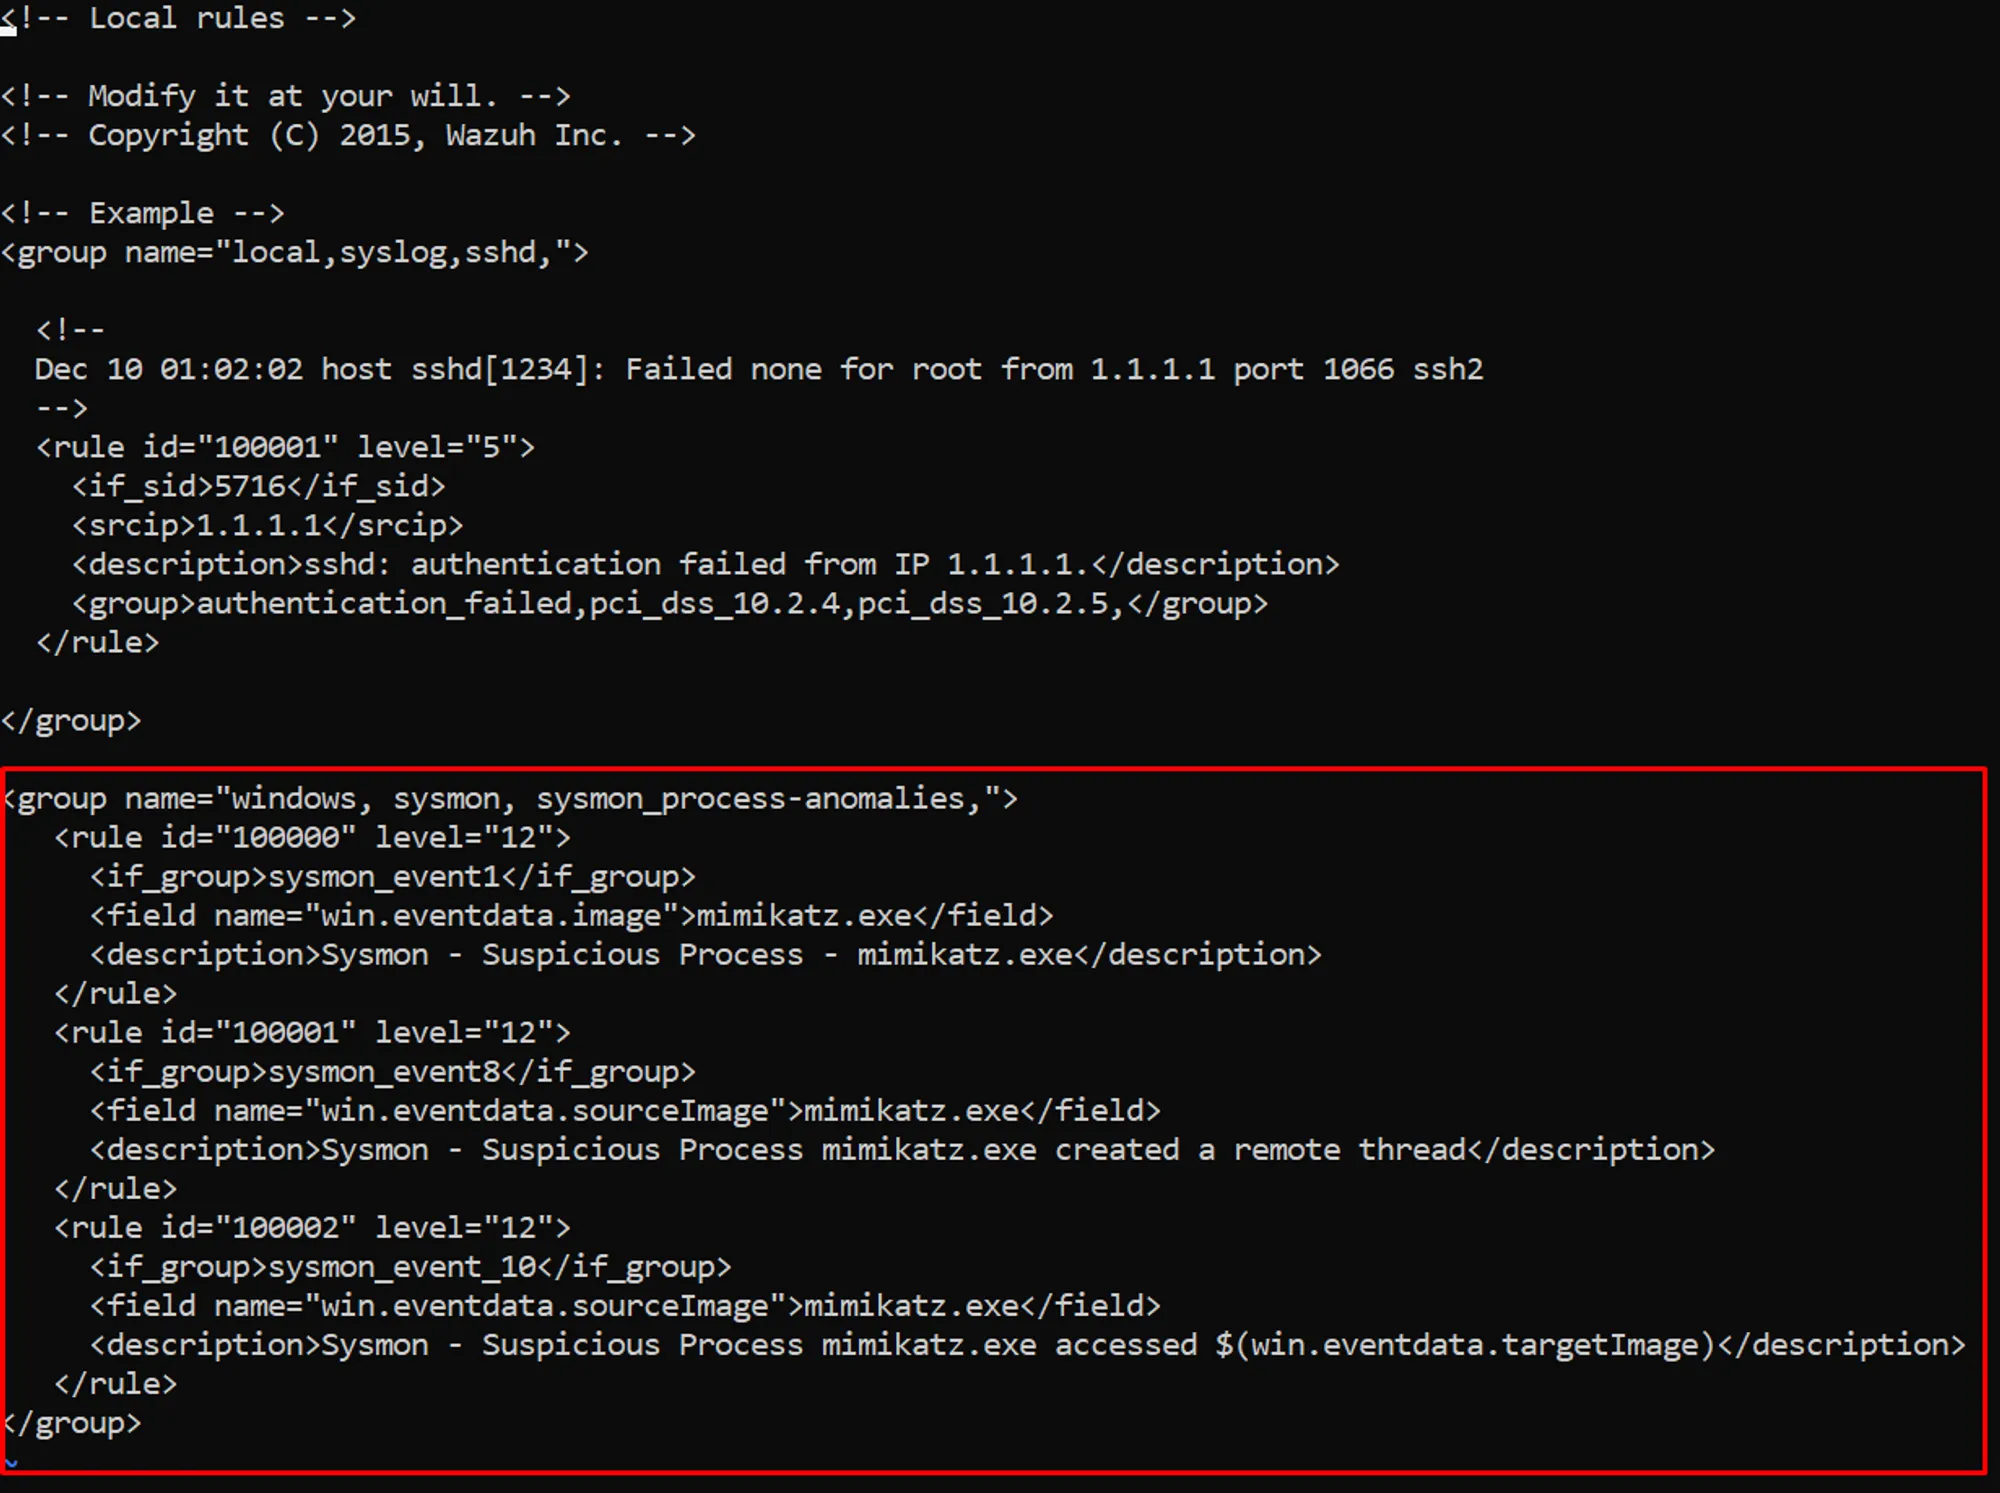 <!-- Local rules -->
<!-- Modify it at your will. -->
<!-- Copyright (C) 2015, Wazuh Inc. -->
<!-- Example -->
<group name="local,syslog,sshd,">
<!--
Dec 10 01:02:02 host sshd[1234]: Failed none for root from 1.1.1.1 port 1066 ssh2
-->
<rule id="100001" level="5">
<if_sid>5716</if_sid>
<srcip>1.1.1.1</srcip>
<description>sshd: authentication failed from IP 1.1.1.1.</description>
<group>authentication_failed,pci_dss_10.2.4,pci_dss_10.2.5,</group>
</rule>
</group>
<group name="windows, sysmon, sysmon_process-anomalies,">
<rule id="100000" level="12">
<if_group>sysmon_event1</if_group>
<field name="win.eventdata.image">mimikatz.exe</field>
<description>Sysmon - Suspicious Process - mimikatz.exe</description>
</rule>
<rule id="100001" level="12">
<if_group>sysmon_event8</if_group>
<field name="win.eventdata.sourceImage">mimikatz.exe</field>
<description>Sysmon - Suspicious Process mimikatz.exe created a remote thread</description>
</rule>
<rule id="100002" level="12">
<if_group>sysmon_event_10</if_group>
<field name="win.eventdata.sourceImage">mimikatz.exe</field>
<description>Sysmon - Suspicious Process mimikatz.exe accessed $(win.eventdata.targetImage)</description>
</rule>
</group>
~